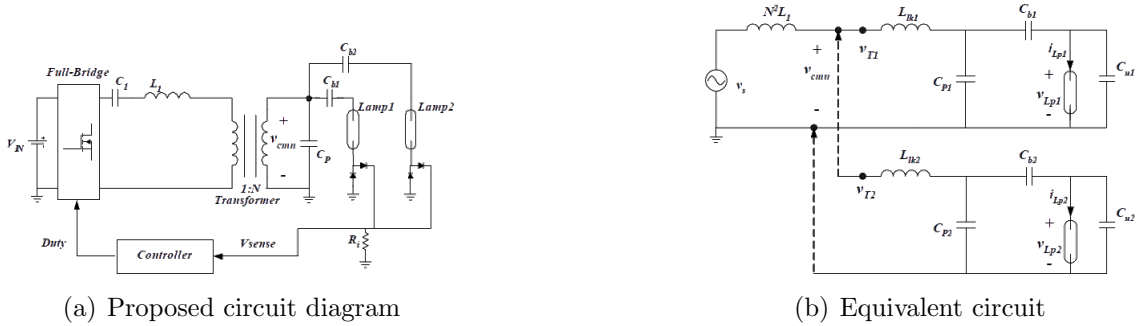 Full-Bridge
C1
L1
Cb2
Cb1
Lamp1
Lamp2
VIN
+
vcmn
-
CP
1:N
Transformer
Duty
Controller
Vsense
Ri
(a) Proposed circuit diagram
N²L1
Llk1
Cb1
vs
+
vcmn
-
vT1
CP1
iLp1
+
vLp1
-
Cu1
Llk2
Cb2
vT2
CP2
iLp2
+
vLp2
-
Cu2
(b) Equivalent circuit